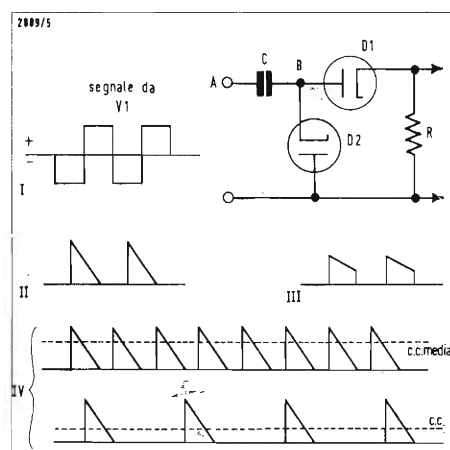 2009/5
D1
C
B
A
segnale da
V1
D2
R
+
−
I
II
III
c.c.media
IV
c.c.